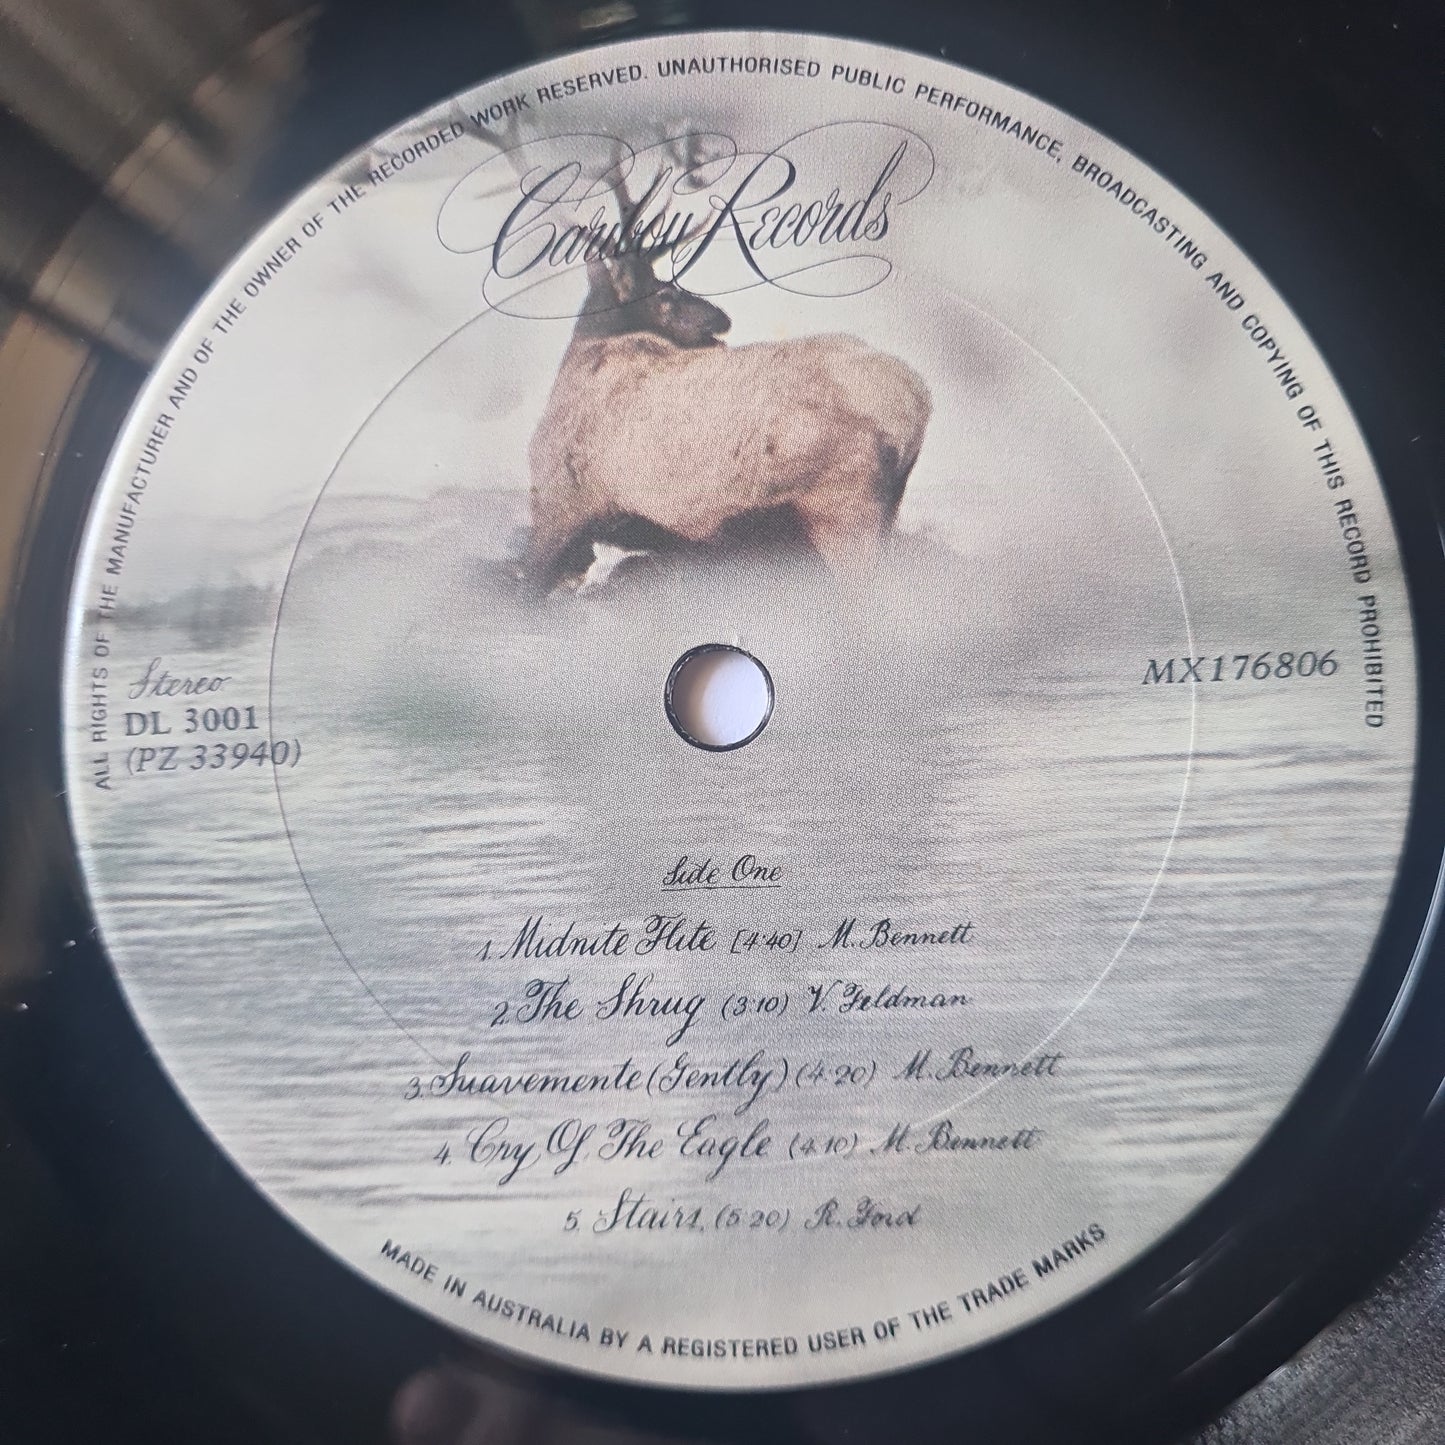 ALL RIGHTS OF THE MANUFACTURER AND OF THE OWNER OF THE RECORDED WORK RESERVED. UNAUTHORISED PUBLIC PERFORMANCE, BROADCASTING AND COPYING OF THIS RECORD PROHIBITED
Caribou Records
Stereo
DL 3001
(PZ 33940)
MX176806
Side One
1. Midnite Flite [4·40] M. Bennett
2. The Shrug (3·10) V. Feldman
3. Suavemente (Gently) (4·20) M. Bennett
4. Cry Of The Eagle (4·10) M. Bennett
5. Stairs (5·20) R. Ford
MADE IN AUSTRALIA BY A REGISTERED USER OF THE TRADE MARKS